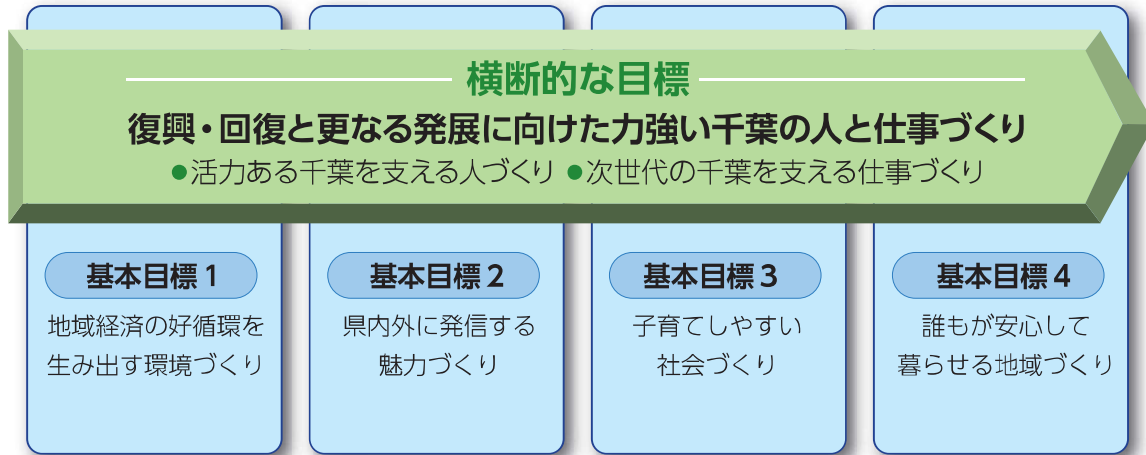 横断的な目標
復興・回復と更なる発展に向けた力強い千葉の人と仕事づくり
●活力ある千葉を支える人づくり ●次世代の千葉を支える仕事づくり
基本目標1
地域経済の好循環を
生み出す環境づくり
基本目標2
県内外に発信する
魅力づくり
基本目標3
子育てしやすい
社会づくり
基本目標4
誰もが安心して
暮らせる地域づくり